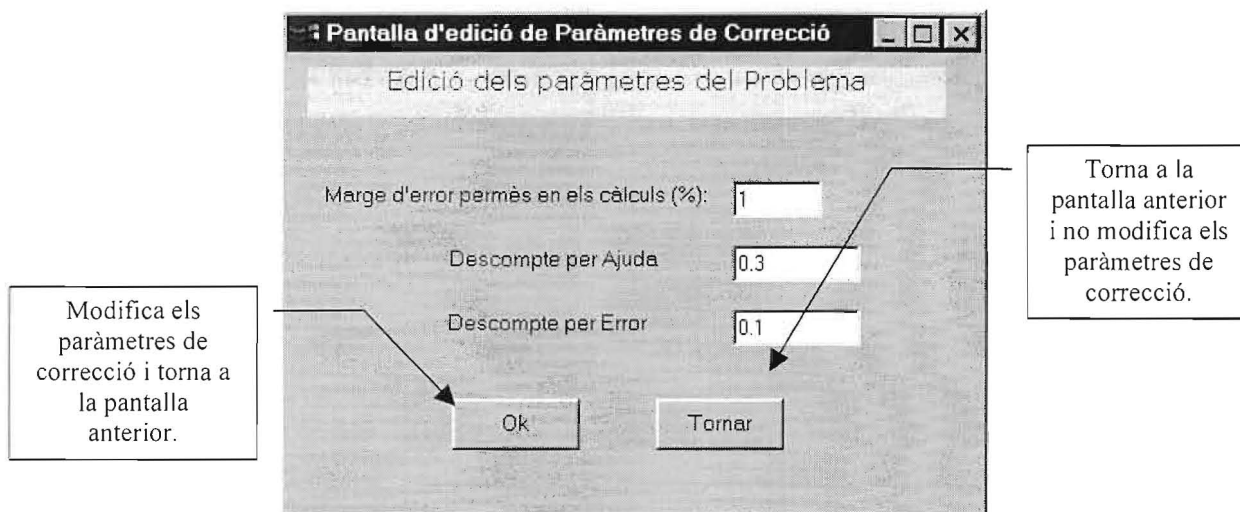 Pantalla d'edició de Paràmetres de Correcció
Edició dels paràmetres del Problema
Marge d'error permès en els càlculs (%):
1
Descompte per Ajuda
0.3
Descompte per Error
0.1
Ok
Tornar
Modifica els
paràmetres de
correcció i torna a
la pantalla
anterior.
Torna a la
pantalla anterior
i no modifica els
paràmetres de
correcció.